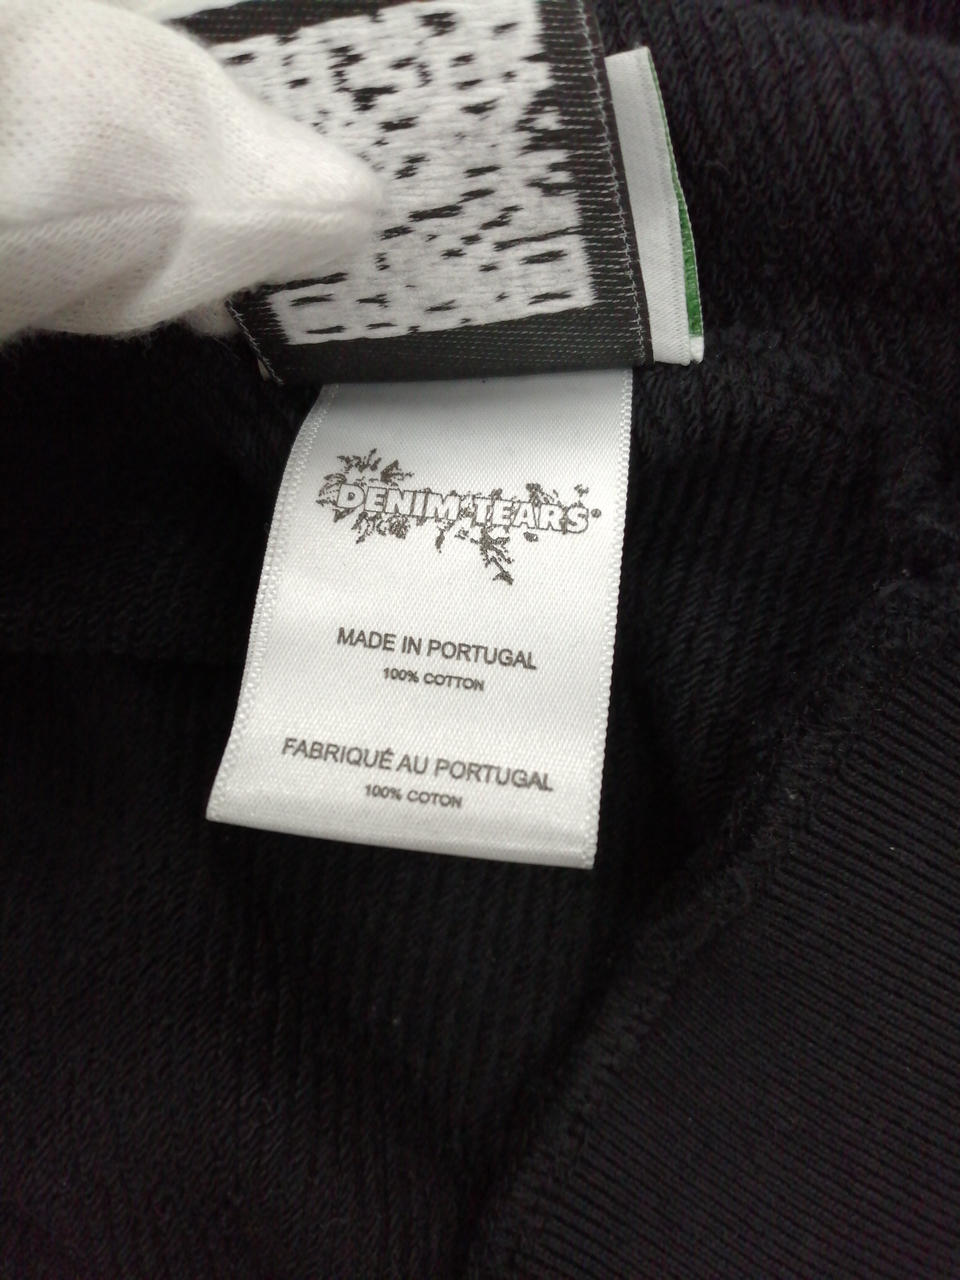 DENIM TEARS
MADE IN PORTUGAL
100% COTTON
FABRIQUÉ AU PORTUGAL
100% COTON